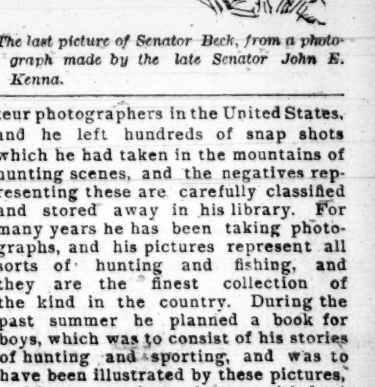 The last picture of Senator Beck, from a photo-
graph made by the late Senator John E.
Kenna.
teur photographers in the United States,
and he left hundreds of snap shots
which he had taken in the mountains of
hunting scenes, and the negatives rep-
resenting these are carefully classified
and stored away in his library. For
many years he has been taking photo-
graphs, and his pictures represent all
sorts of hunting and fishing, and
they are the finest collection of
the kind in the country. During the
past summer he planned a book for
boys, which was to consist of his stories
of hunting and sporting, and was to
have been illustrated by these pictures,